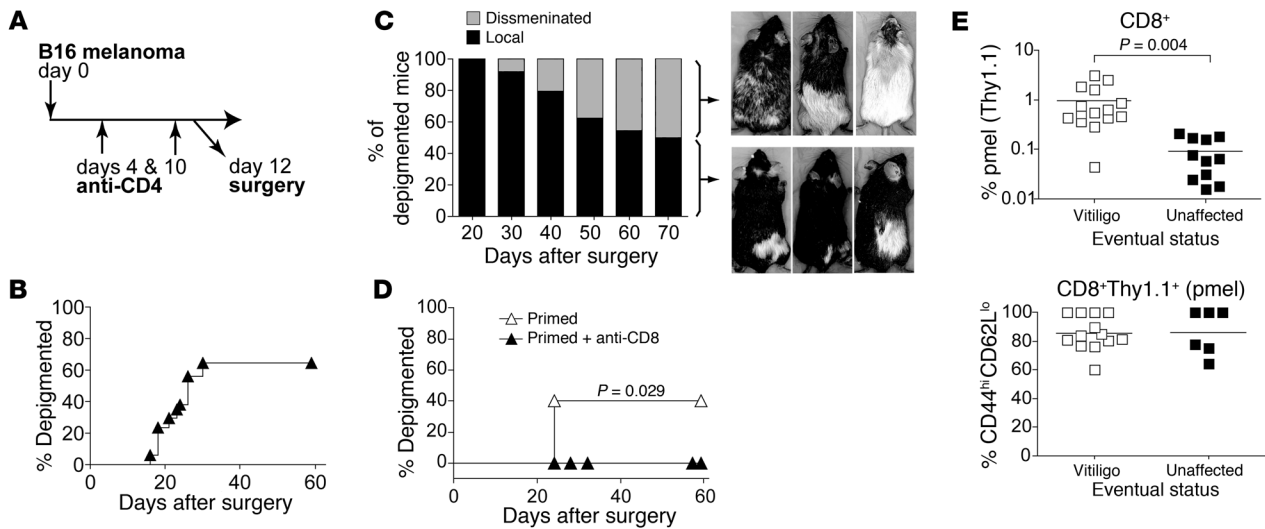 A
B16 melanoma
day 0
days 4 & 10
anti-CD4
day 12
surgery
B
% Depigmented
100
80
60
40
20
0
0 20 40 60
Days after surgery
C
Dissmeninated
Local
% of
depigmented mice
100
80
60
40
20
0
20 30 40 50 60 70
Days after surgery
D
Primed
Primed + anti-CD8
% Depigmented
100
80
60
40
20
0
P = 0.029
0 20 40 60
Days after surgery
E
CD8+
P = 0.004
% pmel (Thy1.1)
10
1
0.1
0.01
Vitiligo Unaffected
Eventual status
CD8+Thy1.1+ (pmel)
% CD44hiCD62Llo
100
80
60
40
20
0
Vitiligo Unaffected
Eventual status